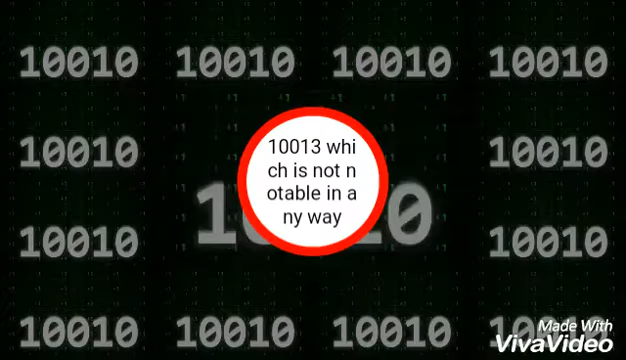 10010 10010 10010 10010
10010 10010
10013 whi
ch is not n
otable in a
ny way
10010 10010
10010 10010 10010
Made With
VivaVideo